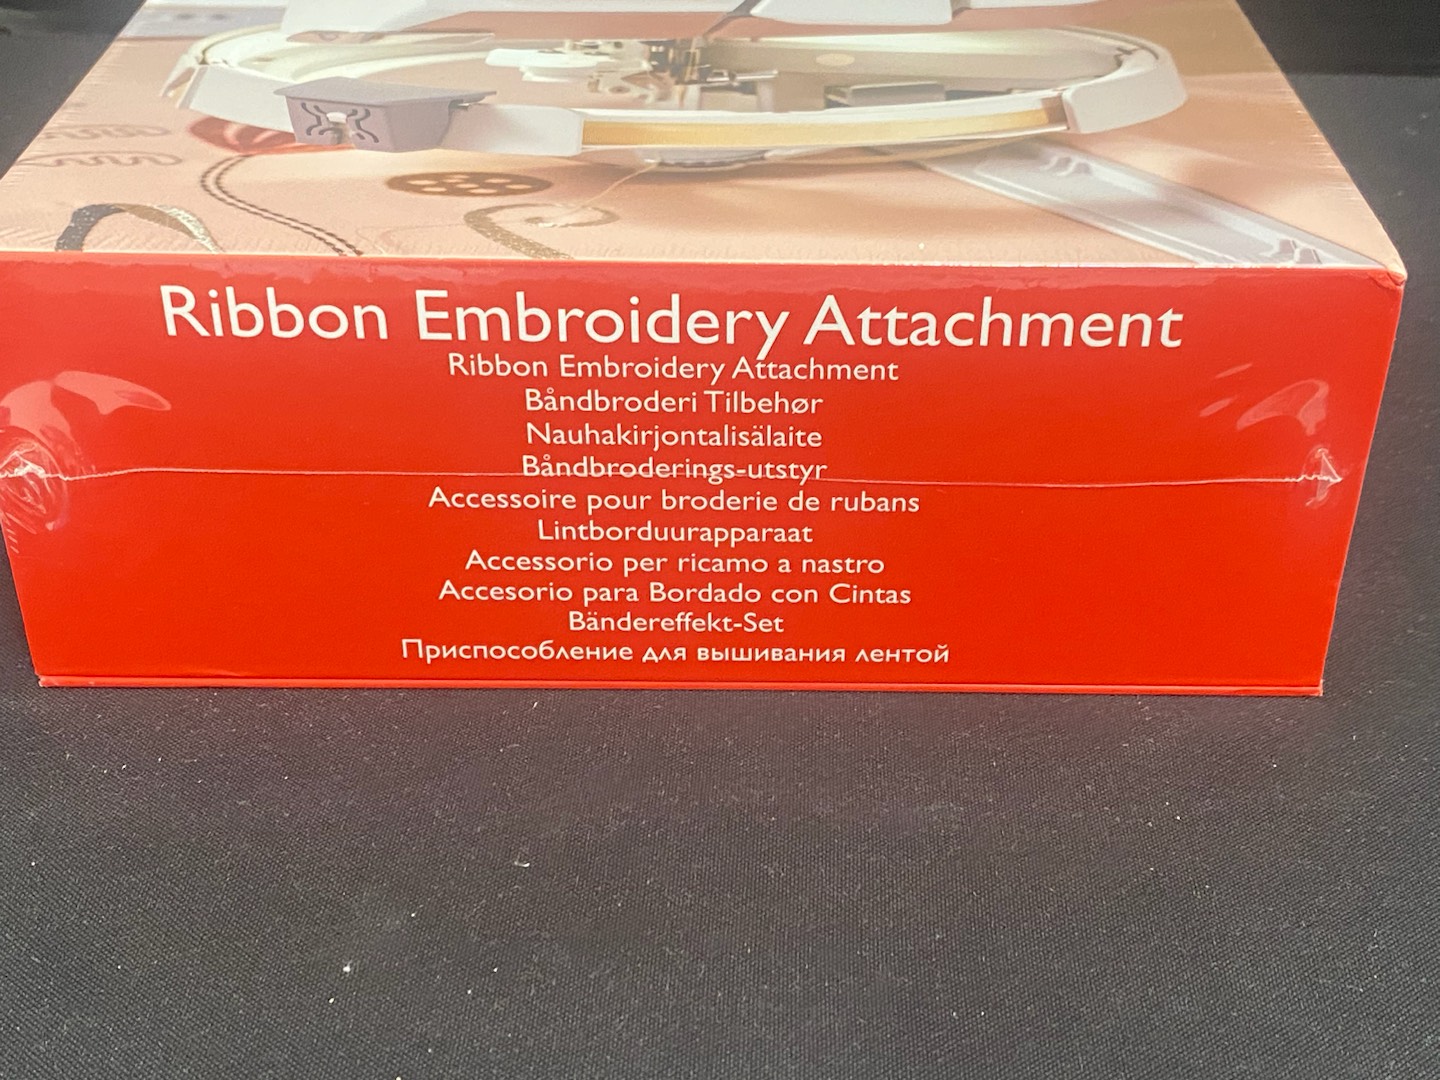 Ribbon Embroidery Attachment
Ribbon Embroidery Attachment
Båndbroderi Tilbehør
Nauhakirjontalisälaite
Båndbroderings-utstyr
Accessoire pour broderie de rubans
Lintborduurapparaat
Accessorio per ricamo a nastro
Accesorio para Bordado con Cintas
Bändereffekt-Set
Приспособление для вышивания лентой